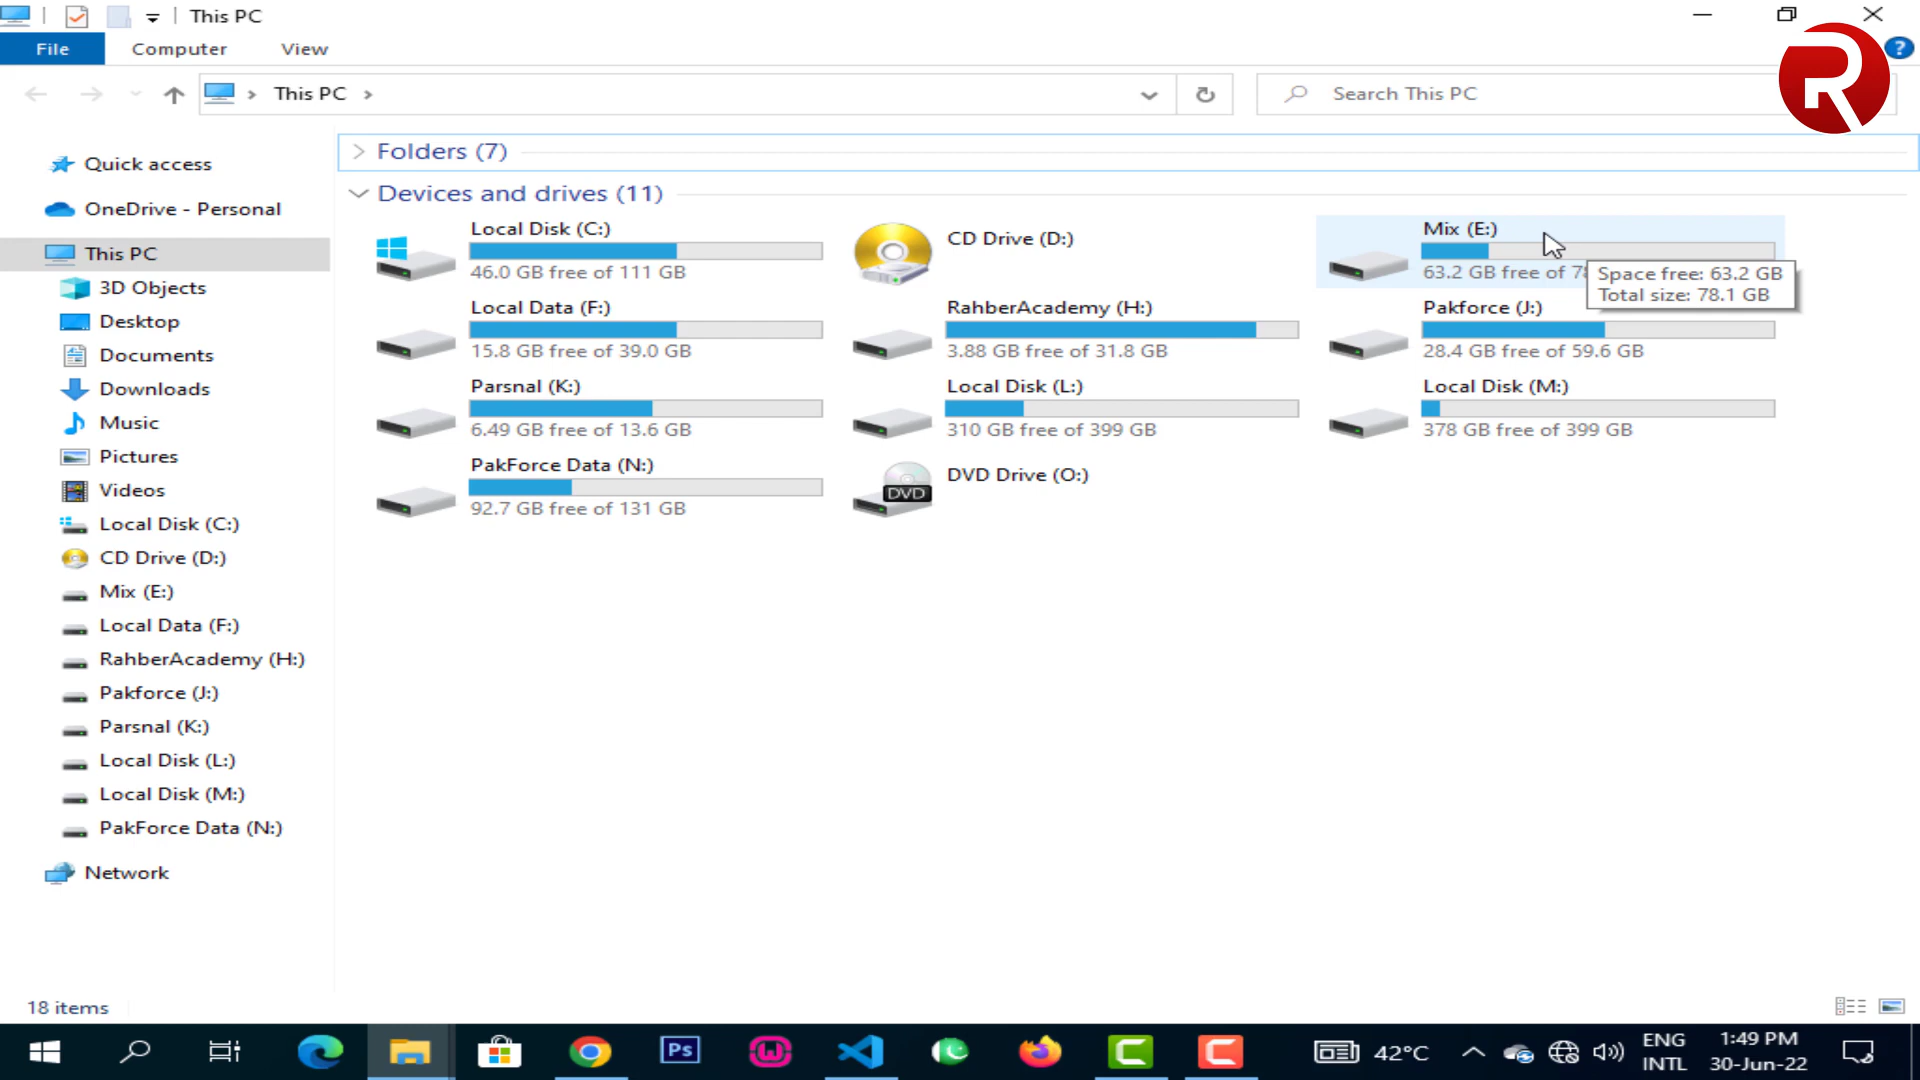 This PC
File
Computer
View
?
This PC
Search This PC
Quick access
OneDrive - Personal
This PC
3D Objects
Desktop
Documents
Downloads
Music
Pictures
Videos
Local Disk (C:)
CD Drive (D:)
Mix (E:)
Local Data (F:)
RahberAcademy (H:)
Pakforce (J:)
Parsnal (K:)
Local Disk (L:)
Local Disk (M:)
PakForce Data (N:)
Network
Folders (7)
Devices and drives (11)
Local Disk (C:)
46.0 GB free of 111 GB
CD Drive (D:)
Mix (E:)
63.2 GB free of
Space free: 63.2 GB
Total size: 78.1 GB
Local Data (F:)
15.8 GB free of 39.0 GB
RahberAcademy (H:)
3.88 GB free of 31.8 GB
Pakforce (J:)
28.4 GB free of 59.6 GB
Parsnal (K:)
6.49 GB free of 13.6 GB
Local Disk (L:)
310 GB free of 399 GB
Local Disk (M:)
378 GB free of 399 GB
PakForce Data (N:)
92.7 GB free of 131 GB
DVD
DVD Drive (O:)
18 items
Ps
42°C
ENG
INTL
1:49 PM
30-Jun-22